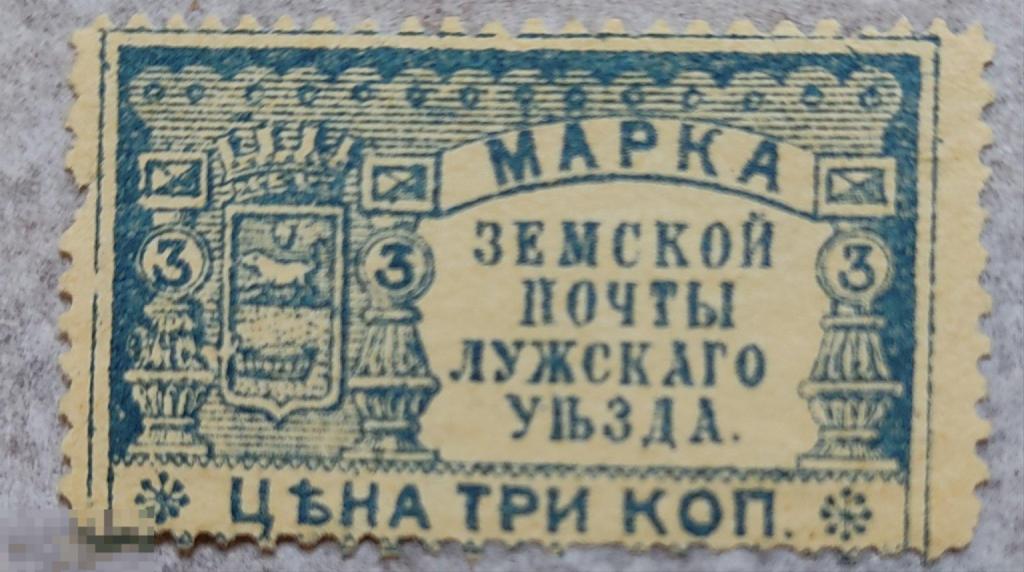 МАРКА
ЗЕМСКОЙ
ПОЧТЫ
ЛУЖСКАГО
УѢЗДА.
3 3 3
ЦѢНА ТРИ КОП.